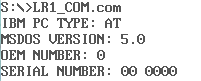 S:\>LR1_COM.com
IBM PC TYPE: AT
MSDOS VERSION: 5.0
OEM NUMBER: 0
SERIAL NUMBER: 00 0000